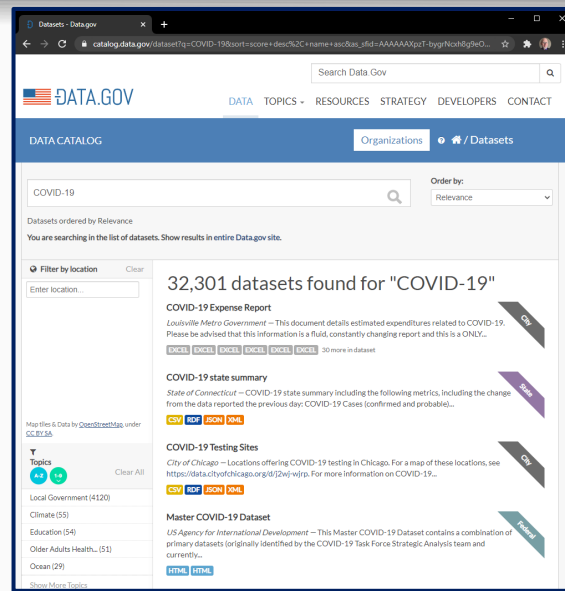 Datasets - Data.gov
catalog.data.gov/dataset?q=COVID-19&sort=score+desc%2C+name+asc&as_sfid=AAAAAAXpzT-bygrNcxh8g9eO...
Search Data.Gov
DATA.GOV
DATA TOPICS RESOURCES STRATEGY DEVELOPERS CONTACT
DATA CATALOG
Organizations / Datasets
Order by:
COVID-19
Relevance
Datasets ordered by Relevance
You are searching in the list of datasets. Show results in entire Data.gov site.
Filter by location Clear
Enter location...
32,301 datasets found for "COVID-19"
COVID-19 Expense Report
City
Louisville Metro Government — This document details estimated expenditures related to COVID-19.
Please be advised that this information is a fluid, constantly changing report and this is a ONLY...
EXCEL EXCEL EXCEL EXCEL EXCEL EXCEL 30 more in dataset
COVID-19 state summary
State
State of Connecticut — COVID-19 state summary including the following metrics, including the change
from the data reported the previous day: COVID-19 Cases (confirmed and probable)...
CSV RDF JSON XML
Map tiles & Data by OpenStreetMap, under
CC BY SA.
COVID-19 Testing Sites
City
City of Chicago — Locations offering COVID-19 testing in Chicago. For a map of these locations, see
https://data.cityofchicago.org/d/j2wj-wjrp. For more information on COVID-19...
CSV RDF JSON XML
Topics
A-Z 1-9 Clear All
Local Government (4120)
Climate (55)
Education (54)
Older Adults Health... (51)
Ocean (29)
Show More Topics
Master COVID-19 Dataset
Federal
US Agency for International Development — This Master COVID-19 Dataset contains a combination of
primary datasets (originally identified by the COVID-19 Task Force Strategic Analysis team and
currently...
HTML HTML